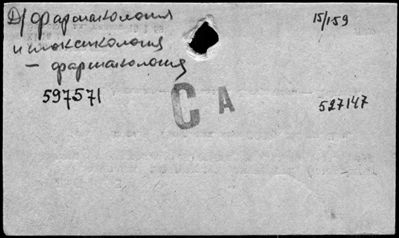 Д/ фармакология 15/159
и токсикология
— фармакология
597571 С А 527147